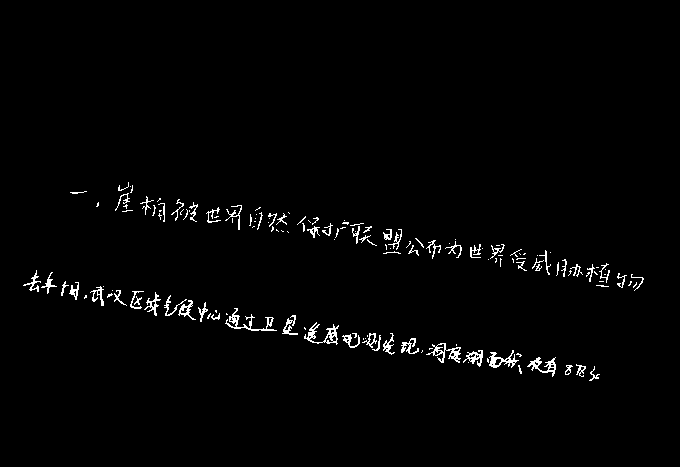 一,崖柏被世界自然保护联盟公布为世界受威胁植物
去年1月,武汉区域气候中心通过卫星遥感监测发现,洞庭湖面积仅有